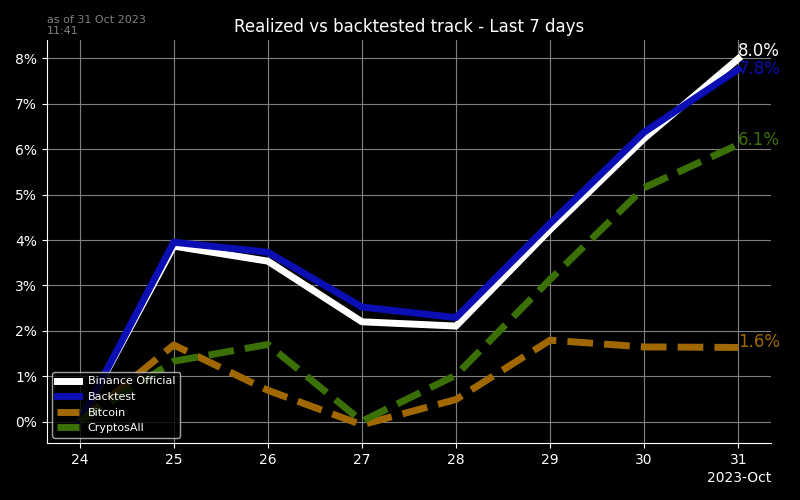 as of 31 Oct 2023
11:41
Realized vs backtested track - Last 7 days
8%
7%
6%
5%
4%
3%
2%
1%
0%
8.0%
7.8%
6.1%
1.6%
Binance Official
Backtest
Bitcoin
CryptosAll
24 25 26 27 28 29 30 31
2023-Oct